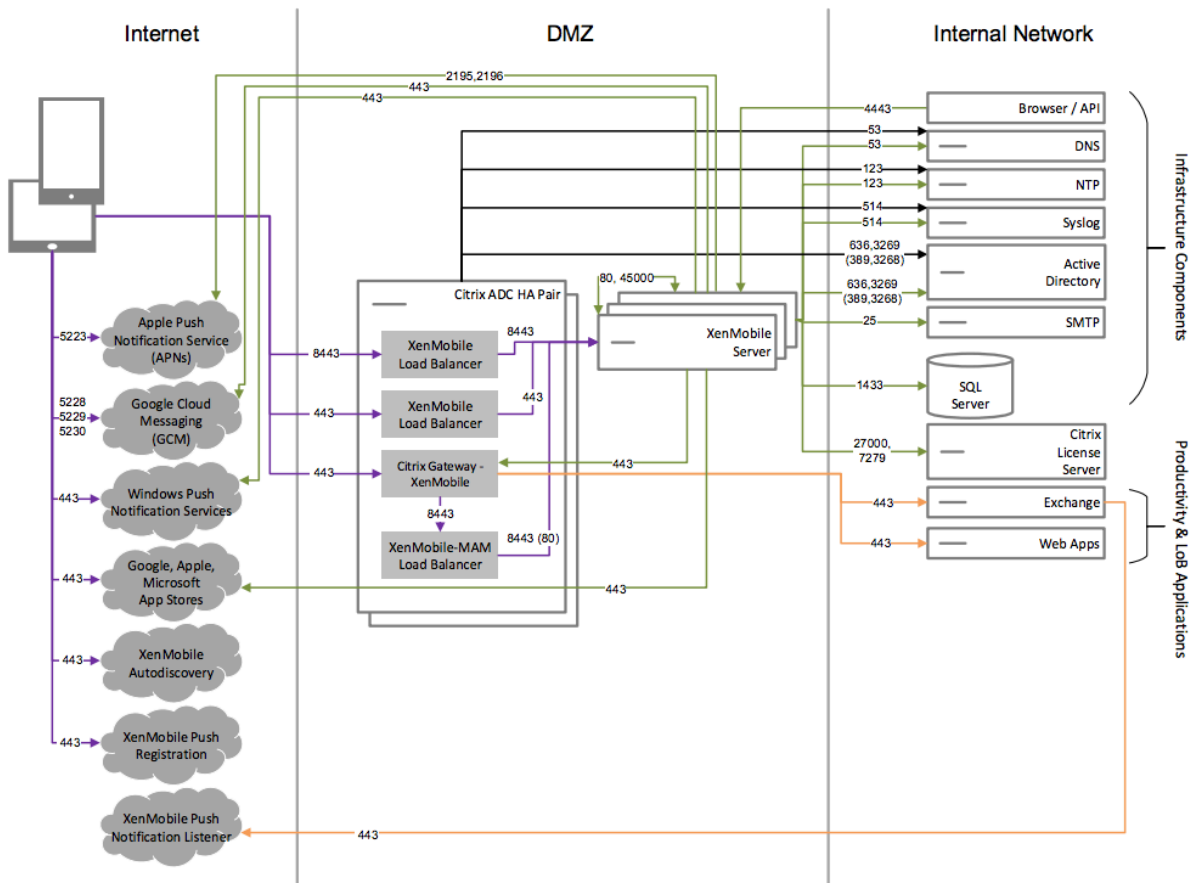 Internet
DMZ
Internal Network
2195,2196
443
443
4443
Browser / API
53
53
DNS
123
123
NTP
514
514
Syslog
636,3269
(389,3268)
636,3269
(389,3268)
Active
Directory
25
SMTP
1433
SQL
Server
27000,
7279
Citrix
License
Server
443
Exchange
443
Web Apps
Infrastructure Components
Productivity & LoB Applications
80, 45000
Citrix ADC HA Pair
XenMobile
Server
8443
XenMobile
Load Balancer
8443
443
XenMobile
Load Balancer
443
443
Citrix Gateway -
XenMobile
443
8443
XenMobile-MAM
Load Balancer
8443 (80)
443
5223
Apple Push
Notification Service
(APNs)
5228
5229
5230
Google Cloud
Messaging
(GCM)
443
Windows Push
Notification Services
443
Google, Apple,
Microsoft
App Stores
443
XenMobile
Autodiscovery
443
XenMobile Push
Registration
XenMobile Push
Notification Listener
443